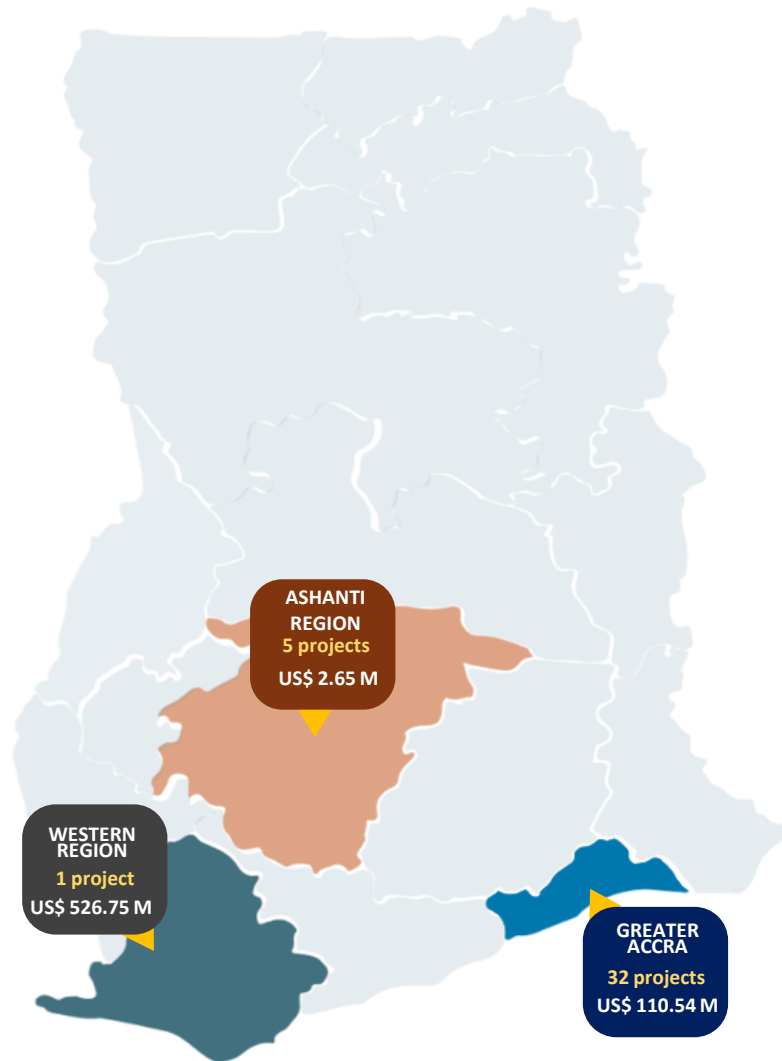 ASHANTI
REGION
5 projects
US$ 2.65 M
WESTERN
REGION
1 project
US$ 526.75 M
GREATER
ACCRA
32 projects
US$ 110.54 M